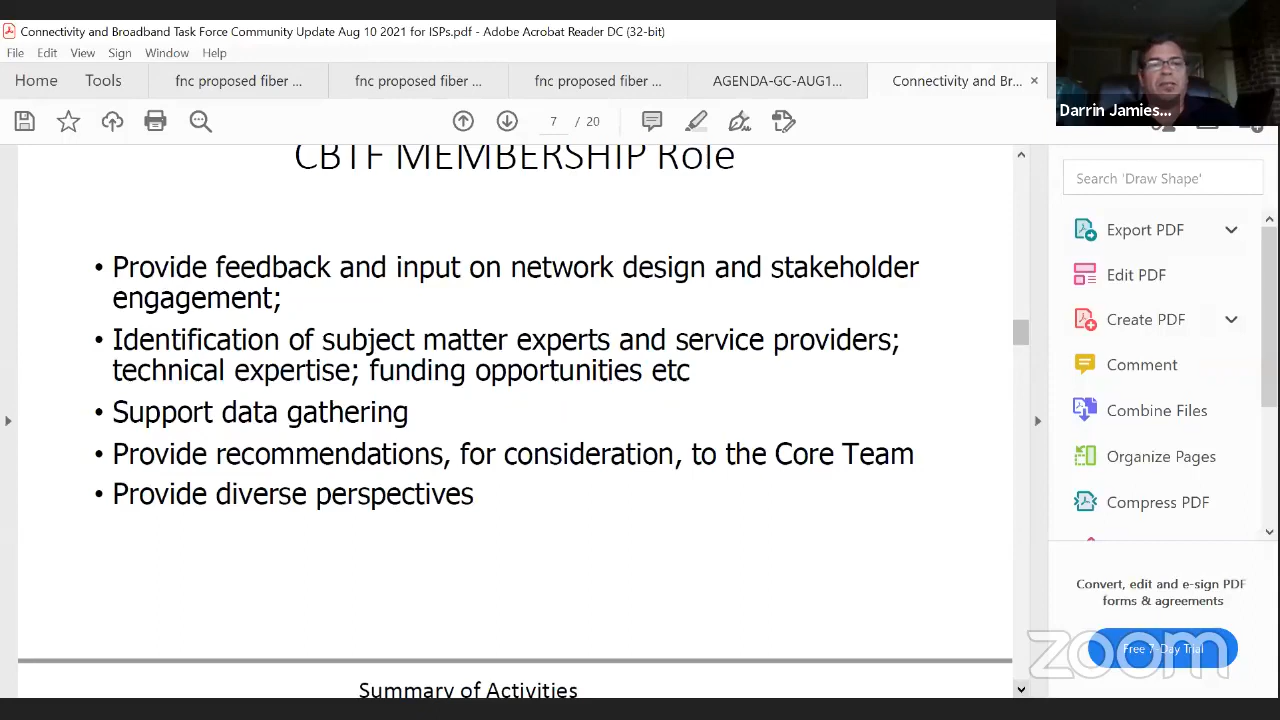 Connectivity and Broadband Task Force Community Update Aug 10 2021 for ISPs.pdf - Adobe Acrobat Reader DC (32-bit)
File Edit View Sign Window Help
Home Tools fnc proposed fiber ... fnc proposed fiber ... fnc proposed fiber ... AGENDA-GC-AUG1... Connectivity and Br... ×
Darrin Jamies...
7 / 20
CBTF MEMBERSHIP Role
Search 'Draw Shape'
• Provide feedback and input on network design and stakeholder
engagement;
• Identification of subject matter experts and service providers;
technical expertise; funding opportunities etc
• Support data gathering
• Provide recommendations, for consideration, to the Core Team
• Provide diverse perspectives
Summary of Activities
Export PDF
Edit PDF
Create PDF
Comment
Combine Files
Organize Pages
Compress PDF
Convert, edit and e-sign PDF
forms & agreements
Free 7-Day Trial
zoom